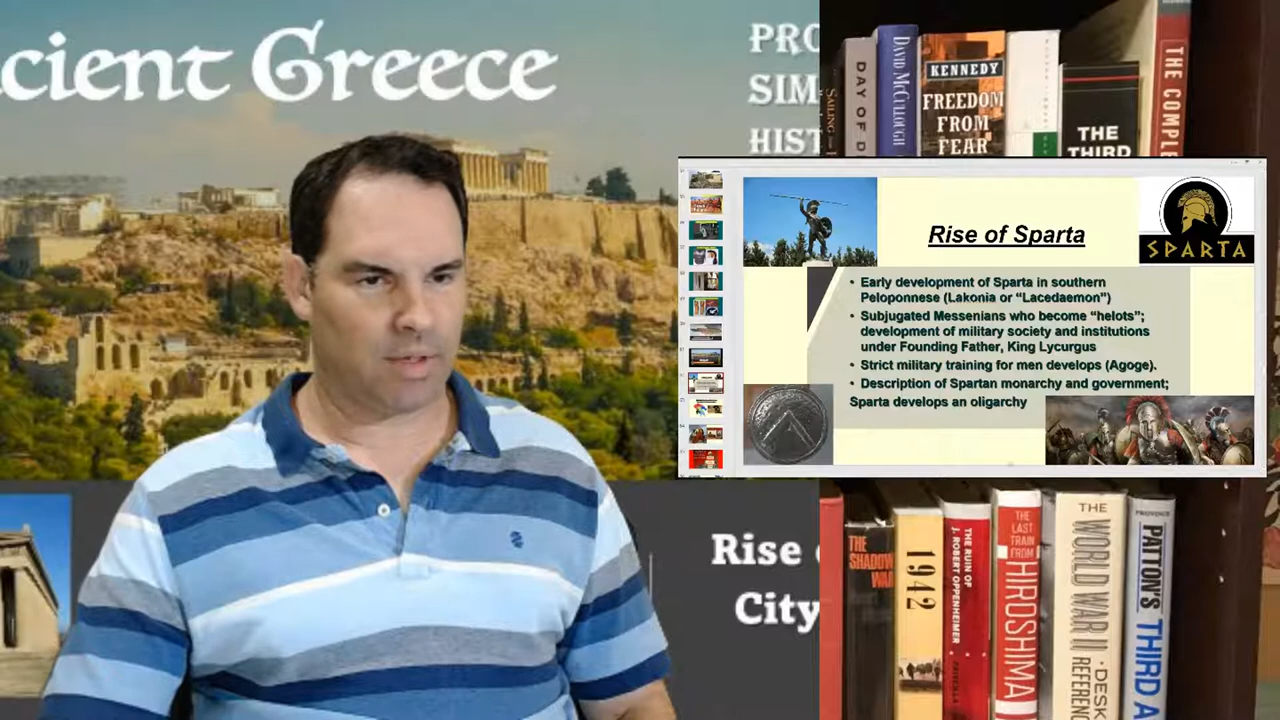 cient Greece
PRO
SIM
HIST
SAILING
DAY OF D
DAVID McCULLOUGH
KENNEDY
FREEDOM
FROM
FEAR
THE
THIRD
THE COMPLE
Rise of Sparta
SPARTA
• Early development of Sparta in southern
Peloponnese (Lakonia or “Lacedaemon”)
• Subjugated Messenians who become “helots”;
development of military society and institutions
under Founding Father, King Lycurgus
• Strict military training for men develops (Agoge).
• Description of Spartan monarchy and government;
Sparta develops an oligarchy
Rise
City
THE
SHADOW
WAR
1942
THE RUIN OF
J. ROBERT OPPENHEIMER
PRISCILLA
THE
LAST
TRAIN
FROM
HIROSHIMA
THE
WORLD WAR II
· DESK
REFERENC
PROVINCE
PATTON'S THIRD A